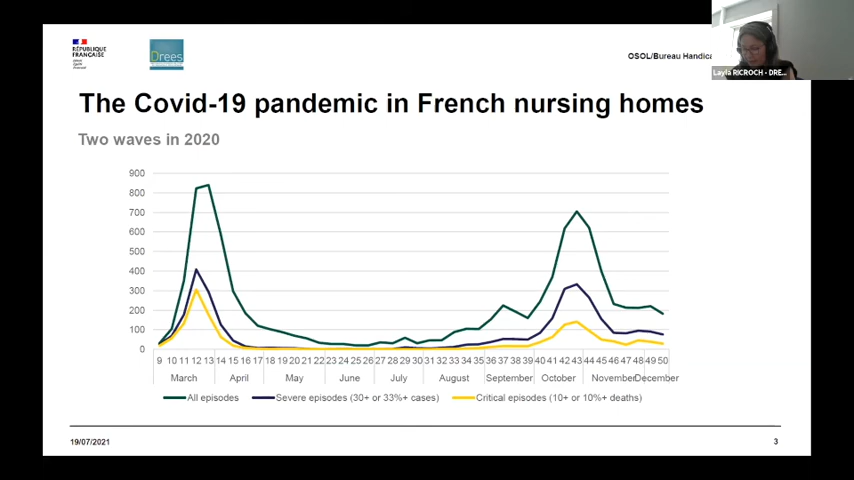 RÉPUBLIQUE
FRANÇAISE
Drees
OSOL/Bureau Handica
Layla RICROCH - DRE...
The Covid-19 pandemic in French nursing homes
Two waves in 2020
900
800
700
600
500
400
300
200
100
0
9 10 11 12 13 14 15 16 17 18 19 20 21 22 23 24 25 26 27 28 29 30 31 32 33 34 35 36 37 38 39 40 41 42 43 44 45 46 47 48 49 50
March April May June July August September October November December
All episodes Severe episodes (30+ or 33%+ cases) Critical episodes (10+ or 10%+ deaths)
19/07/2021
3